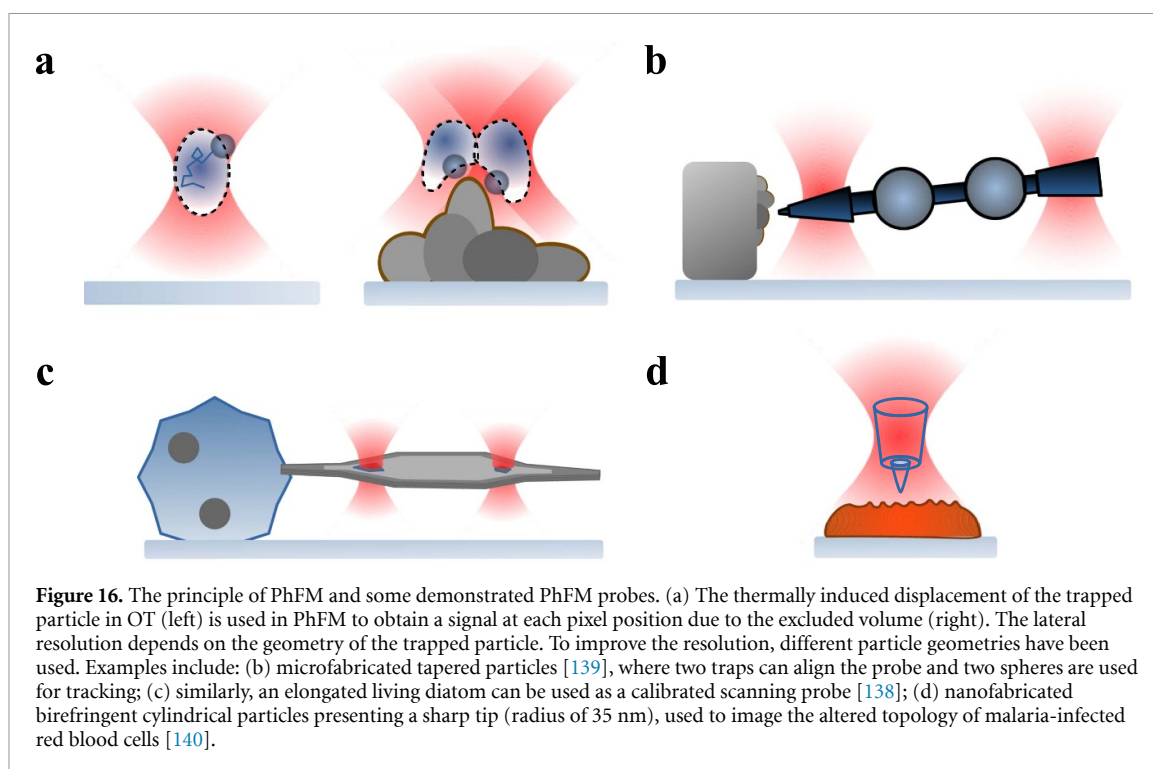 a
b
c
d
Figure 16. The principle of PhFM and some demonstrated PhFM probes. (a) The thermally induced displacement of the trapped
particle in OT (left) is used in PhFM to obtain a signal at each pixel position due to the excluded volume (right). The lateral
resolution depends on the geometry of the trapped particle. To improve the resolution, different particle geometries have been
used. Examples include: (b) microfabricated tapered particles [139], where two traps can align the probe and two spheres are used
for tracking; (c) similarly, an elongated living diatom can be used as a calibrated scanning probe [138]; (d) nanofabricated
birefringent cylindrical particles presenting a sharp tip (radius of 35 nm), used to image the altered topology of malaria-infected
red blood cells [140].